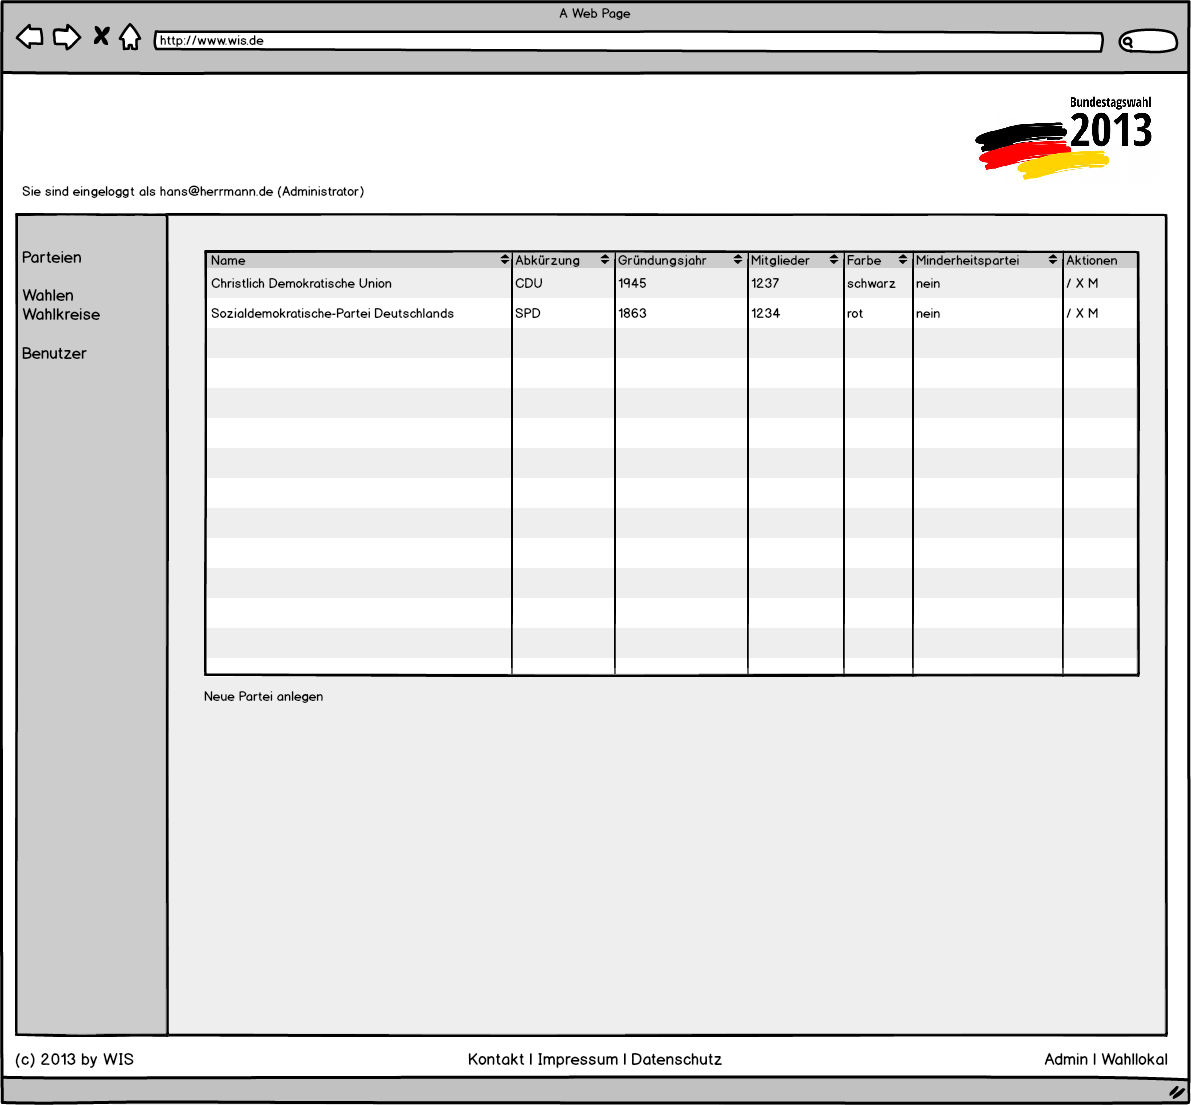 A Web Page
http://www.wis.de
Bundestagswahl
2013
Sie sind eingeloggt als hans@herrmann.de (Administrator)
Parteien
Wahlen
Wahlkreise
Benutzer
Name Abkürzung Gründungsjahr Mitglieder Farbe Minderheitspartei Aktionen
Christlich Demokratische Union CDU 1945 1237 schwarz nein / X M
Sozialdemokratische-Partei Deutschlands SPD 1863 1234 rot nein / X M
Neue Partei anlegen
(c) 2013 by WIS Kontakt | Impressum | Datenschutz Admin | Wahllokal